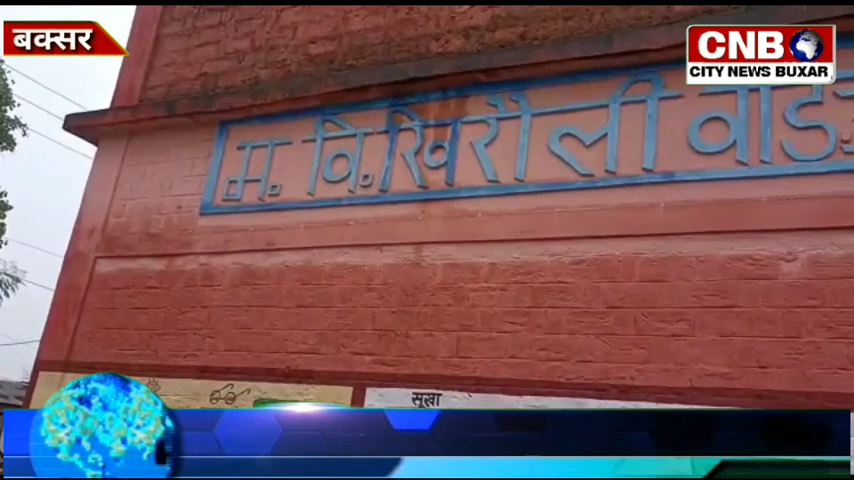 बक्सर
CNB
CITY NEWS BUXAR
म. वि. खिरौली वार्ड
सूखा